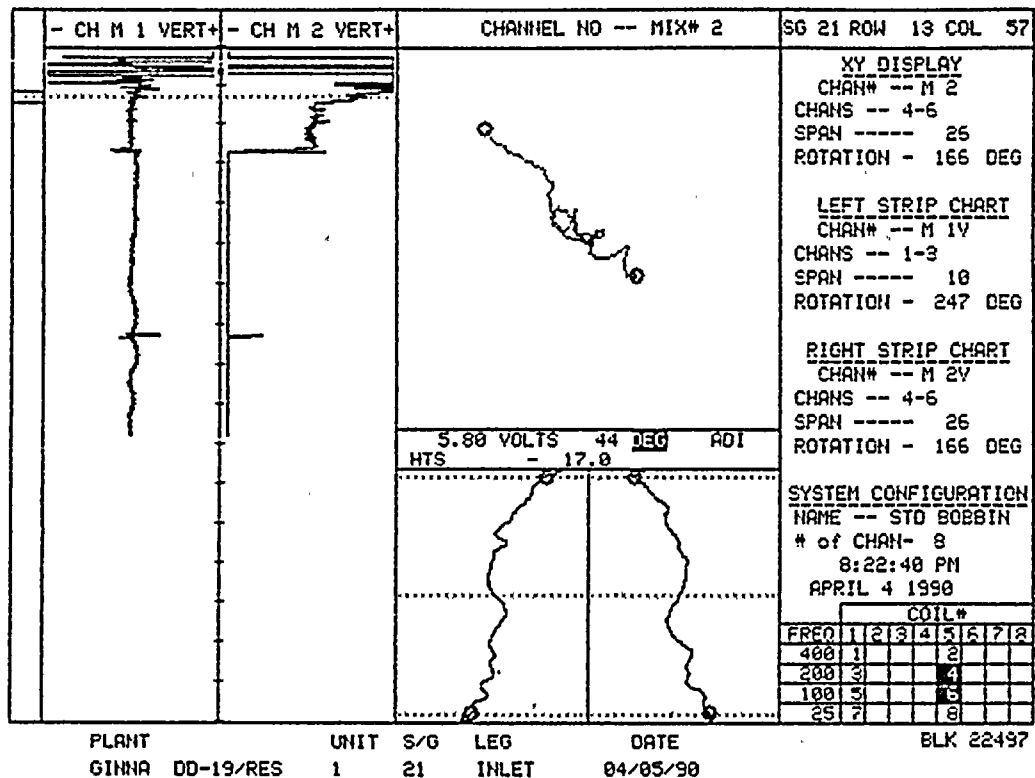 - CH M 1 VERT+
- CH M 2 VERT+
CHANNEL NO -- MIX# 2
SG 21 ROW 13 COL 57
XY DISPLAY
CHAN# -- M 2
CHANS -- 4-6
SPAN ----- 25
ROTATION - 166 DEG
LEFT STRIP CHART
CHAN# -- M 1V
CHANS -- 1-3
SPAN ----- 10
ROTATION - 247 DEG
RIGHT STRIP CHART
CHAN# -- M 2V
CHANS -- 4-6
SPAN ----- 26
ROTATION - 166 DEG
5.80 VOLTS 44 DEG ADI
HTS - 17.0
SYSTEM CONFIGURATION
NAME -- STD BOBBIN
# of CHAN- 8
8:22:40 PM
APRIL 4 1990
COIL#
FREQ 1 2 3 4 5 6 7 8
400 1 2
200 3 4
100 5 6
25 7 8
PLANT UNIT S/G LEG DATE BLK 22497
GINNA DD-19/RES 1 21 INLET 04/05/90